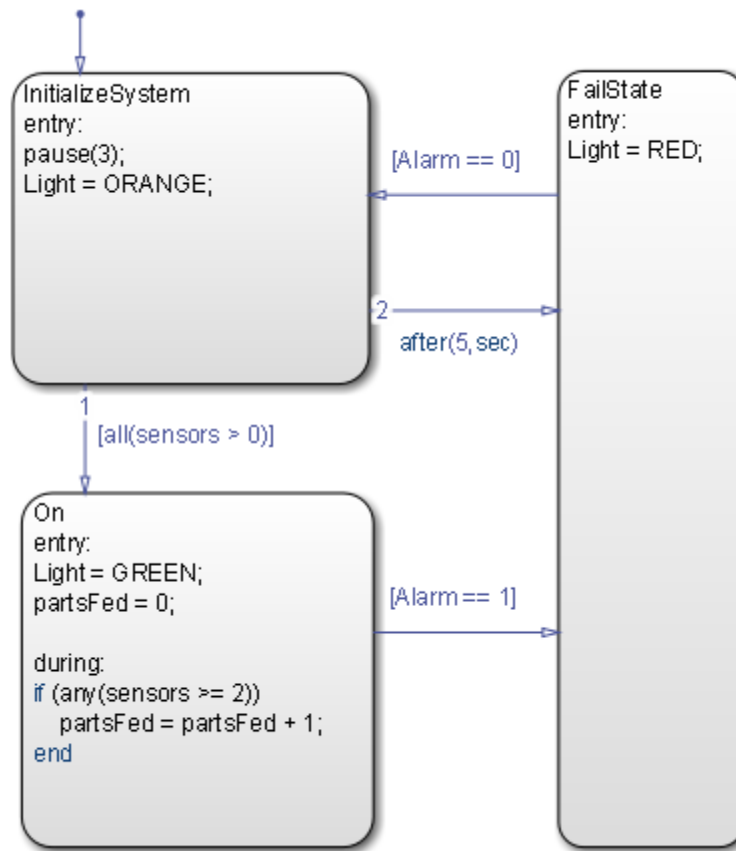 InitializeSystem
entry:
pause(3);
Light = ORANGE;
[Alarm == 0]
FailState
entry:
Light = RED;
2
after(5,sec)
1
[all(sensors > 0)]
On
entry:
Light = GREEN;
partsFed = 0;
during:
if (any(sensors >= 2))
partsFed = partsFed + 1;
end
[Alarm == 1]